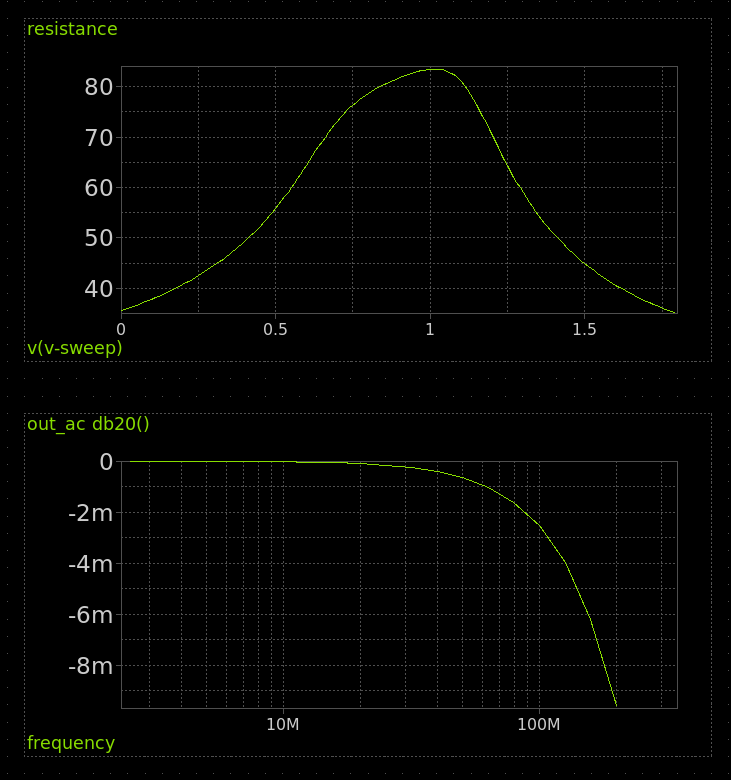 resistance
80
70
60
50
40
0 0.5 1 1.5
v(v-sweep)
out_ac db20()
0
-2m
-4m
-6m
-8m
10M 100M
frequency